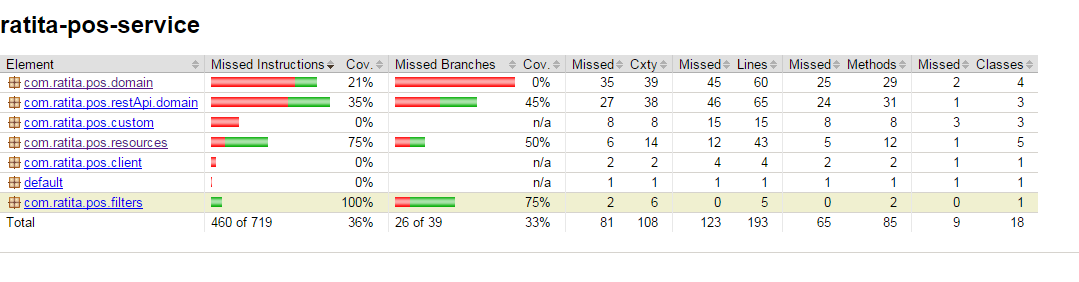 ratita-pos-service
Element Missed Instructions Cov. Missed Branches Cov. Missed Cxty Missed Lines Missed Methods Missed Classes
com.ratita.pos.domain 21% 0% 35 39 45 60 25 29 2 4
com.ratita.pos.restApi.domain 35% 45% 27 38 46 65 24 31 1 3
com.ratita.pos.custom 0% n/a 8 8 15 15 8 8 3 3
com.ratita.pos.resources 75% 50% 6 14 12 43 5 12 1 5
com.ratita.pos.client 0% n/a 2 2 4 4 2 2 1 1
default 0% n/a 1 1 1 1 1 1 1 1
com.ratita.pos.filters 100% 75% 2 6 0 5 0 2 0 1
Total 460 of 719 36% 26 of 39 33% 81 108 123 193 65 85 9 18